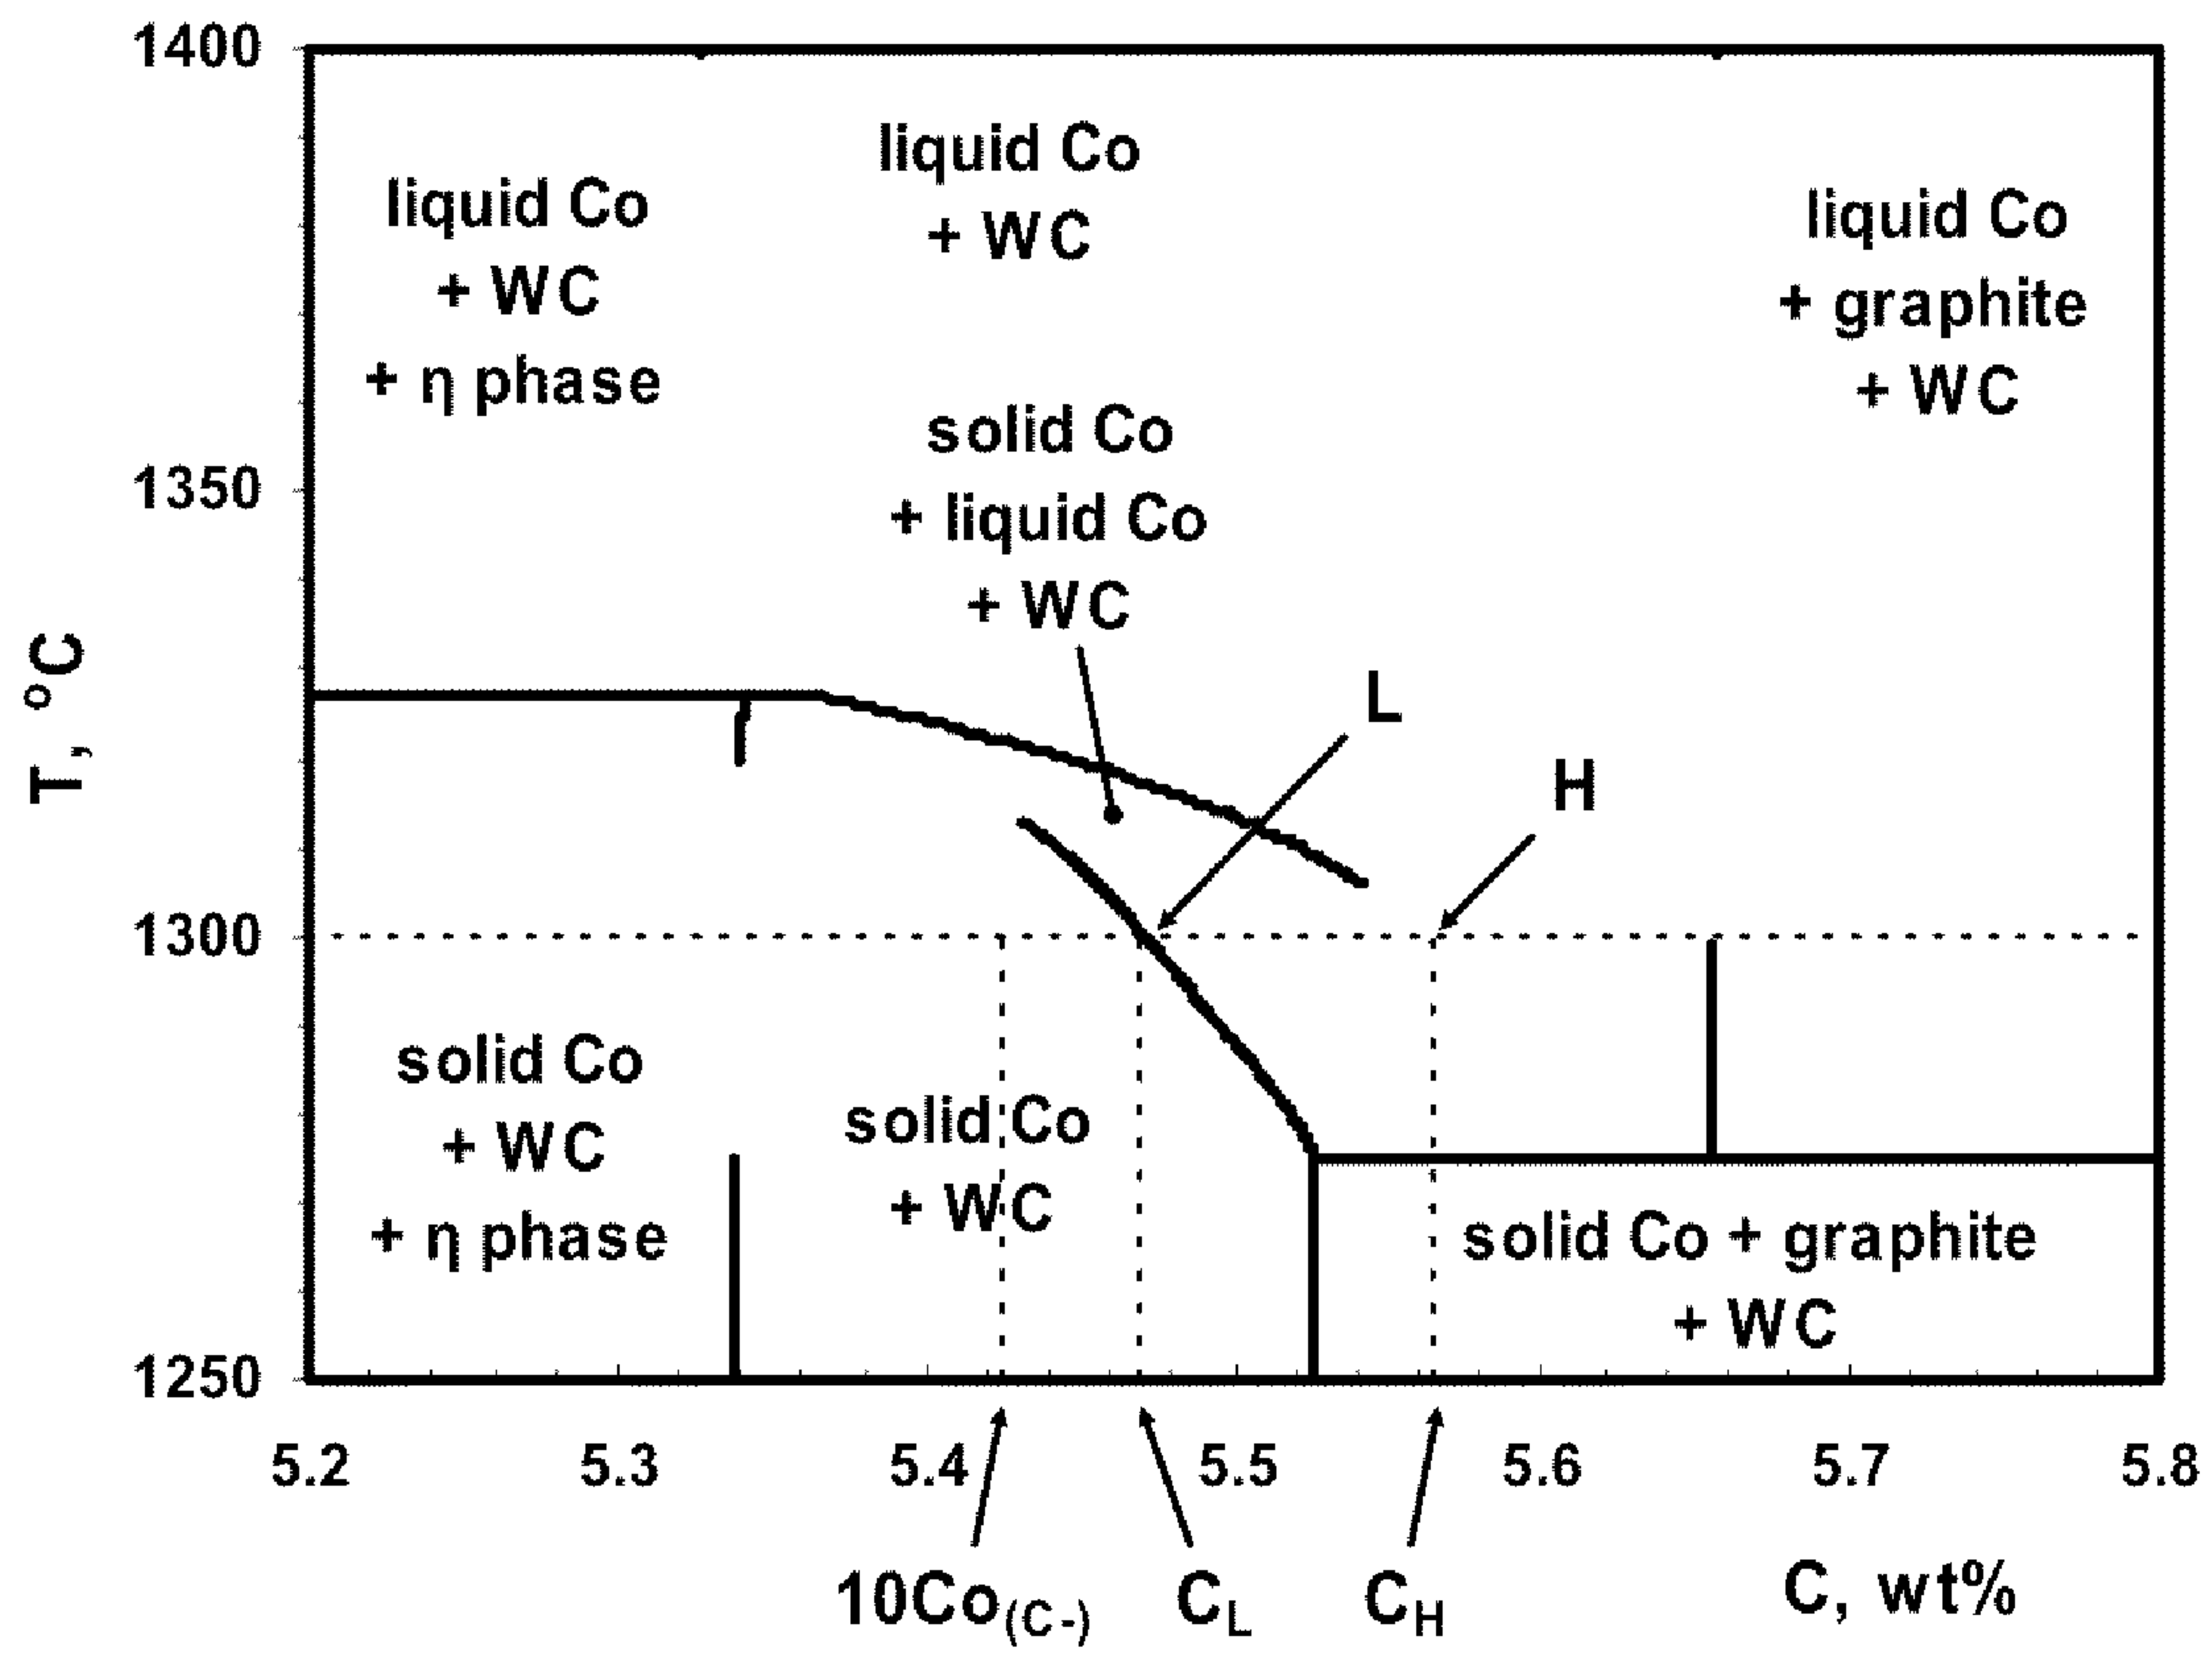 1400
liquid Co
+ WC
liquid Co
+ WC
+ η phase
liquid Co
+ graphite
+ WC
1350
solid Co
+ liquid Co
+ WC
T, °C
L
H
1300
solid Co
+ WC
+ η phase
solid Co
+ WC
solid Co + graphite
+ WC
1250
5.2 5.3 5.4 5.5 5.6 5.7 5.8
10Co(C-) CL CH C, wt%